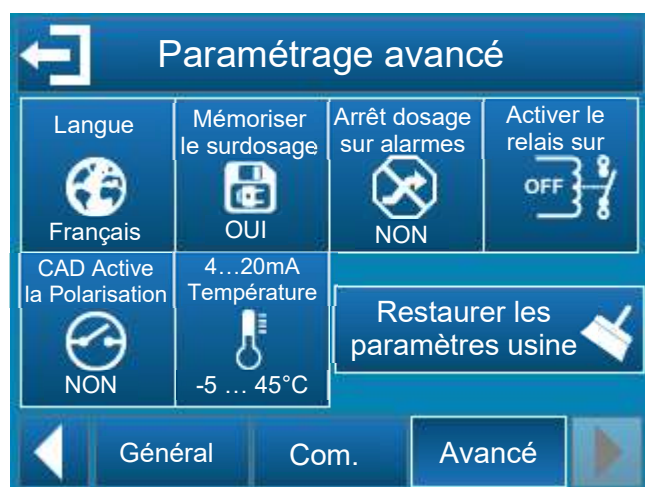 Paramétrage avancé
Langue
Français
Mémoriser
le surdosage
OUI
Arrêt dosage
sur alarmes
NON
Activer le
relais sur
OFF
CAD Active
la Polarisation
NON
4…20mA
Température
-5 … 45°C
Restaurer les
paramètres usine
Général
Com.
Avancé